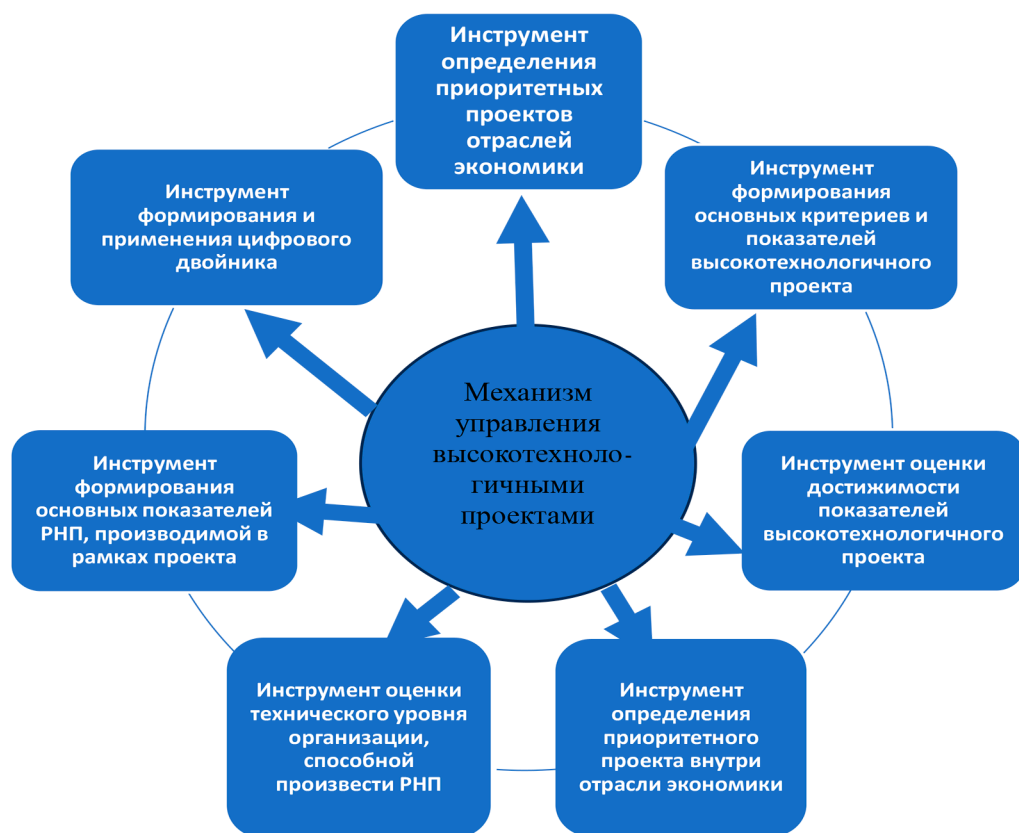 Инструмент
определения
приоритетных
проектов
отраслей
экономики
Инструмент
формирования
основных критериев и
показателей
высокотехнологичного
проекта
Инструмент оценки
достижимости
показателей
высокотехнологичного
проекта
Инструмент
определения
приоритетного
проекта внутри
отрасли экономики
Инструмент оценки
технического уровня
организации,
способной
произвести РНП
Инструмент
формирования
основных показателей
РНП, производимой в
рамках проекта
Инструмент
формирования и
применения цифрового
двойника
Механизм
управления
высокотехноло-
гичными
проектами